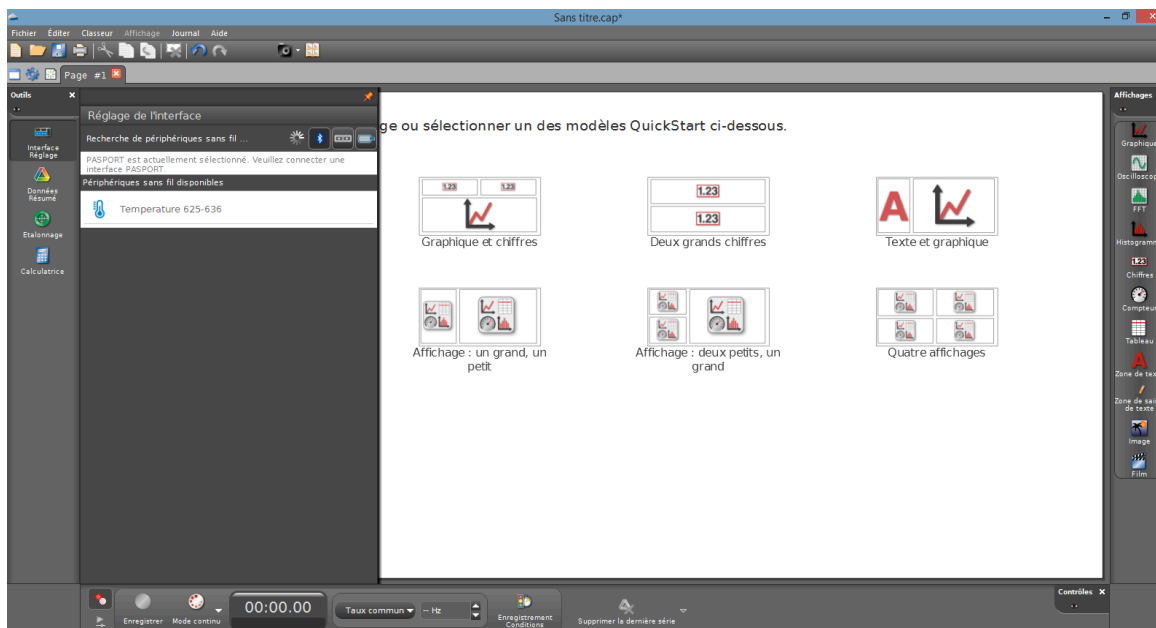 Sans titre.cap*
Fichier Éditer Classeur Affichage Journal Aide
Page #1
Outils
Interface
Réglage
Données
Résumé
Etalonnage
Calculatrice
Réglage de l'interface
Recherche de périphériques sans fil ...
PASPORT est actuellement sélectionné. Veuillez connecter une
interface PASPORT.
Périphériques sans fil disponibles
Temperature 625-636
ge ou sélectionner un des modèles QuickStart ci-dessous.
1.23 1.23
Graphique et chiffres
1.23
1.23
Deux grands chiffres
A
Texte et graphique
Affichage : un grand, un
petit
Affichage : deux petits, un
grand
Quatre affichages
Affichages
Graphique
Oscilloscop
FFT
Histogramm
1.23
Chiffres
Compteur
Tableau
A
Zone de tex
Zone de sais
de texte
Image
Film
Enregistrer
Mode continu
00:00.00
Taux commun
-- Hz
Enregistrement
Conditions
Supprimer la dernière série
Contrôles